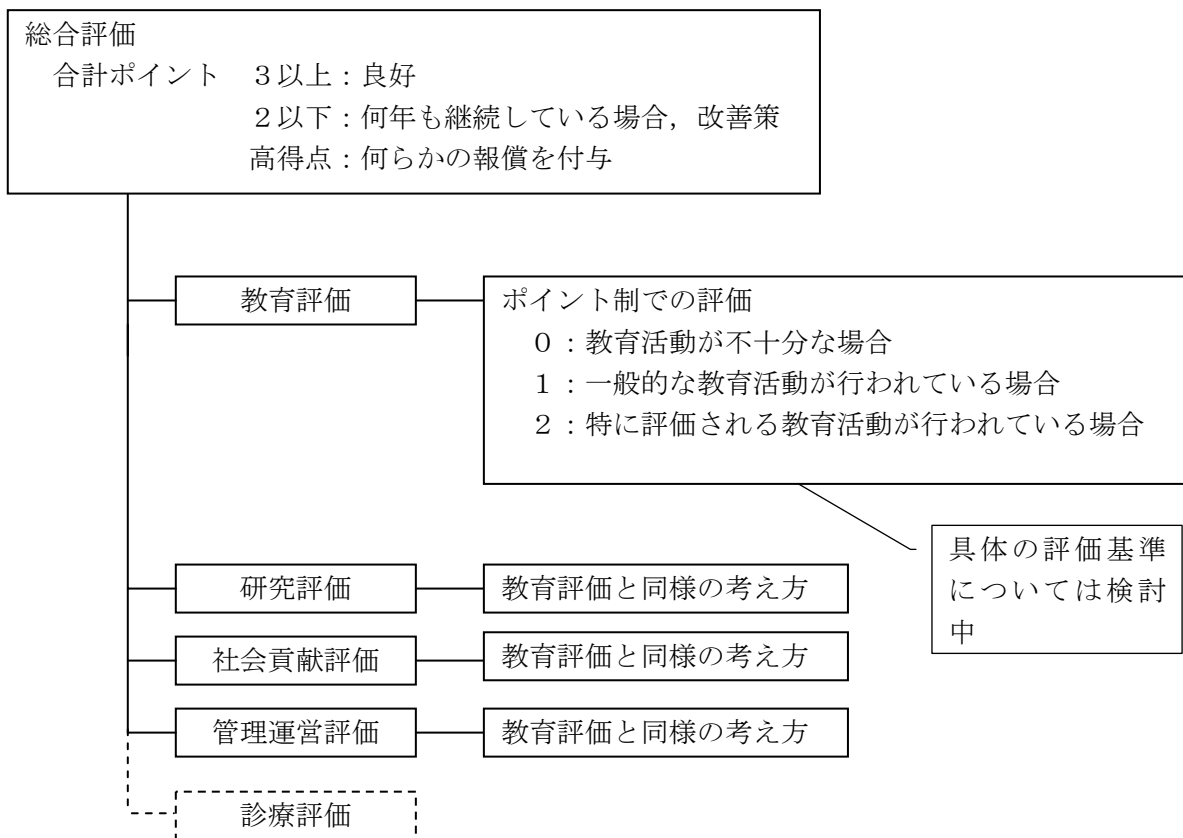 総合評価
合計ポイント　３以上：良好
２以下：何年も継続している場合，改善策
高得点：何らかの報償を付与
教育評価
ポイント制での評価
０：教育活動が不十分な場合
１：一般的な教育活動が行われている場合
２：特に評価される教育活動が行われている場合
具体の評価基準
については検討
中
研究評価
教育評価と同様の考え方
社会貢献評価
教育評価と同様の考え方
管理運営評価
教育評価と同様の考え方
診療評価